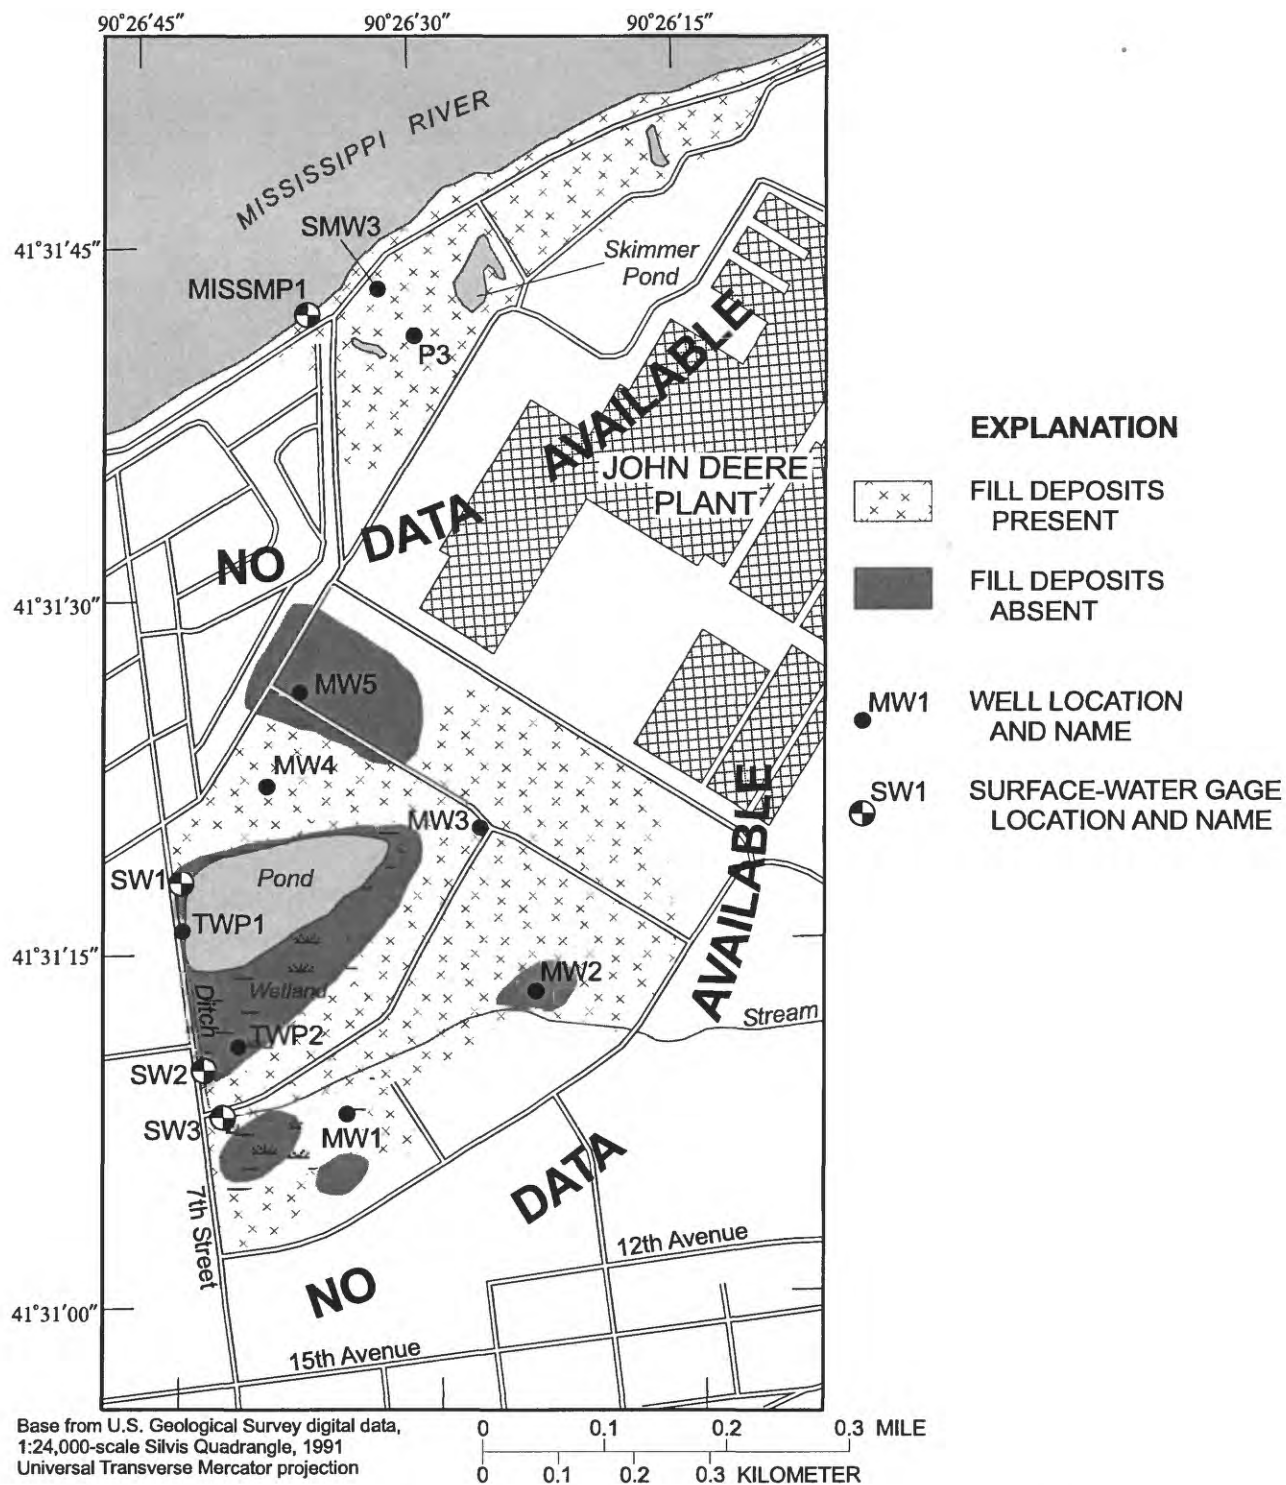 90°26′45″ 90°26′30″ 90°26′15″
MISSISSIPPI RIVER
SMW3
41°31′45″
Skimmer
Pond
MISSMP1
P3
AVAILABLE
JOHN DEERE
PLANT
DATA
NO
41°31′30″
MW5
MW4
MW3
AVAILABLE
SW1
Pond
TWP1
41°31′15″
MW2
Wetland
Ditch
Stream
TWP2
SW2
SW3
MW1
DATA
7th Street
12th Avenue
NO
41°31′00″
15th Avenue
EXPLANATION
FILL DEPOSITS
PRESENT
FILL DEPOSITS
ABSENT
MW1 WELL LOCATION
AND NAME
SW1 SURFACE-WATER GAGE
LOCATION AND NAME
Base from U.S. Geological Survey digital data,
1:24,000-scale Silvis Quadrangle, 1991
Universal Transverse Mercator projection
0 0.1 0.2 0.3 MILE
0 0.1 0.2 0.3 KILOMETER